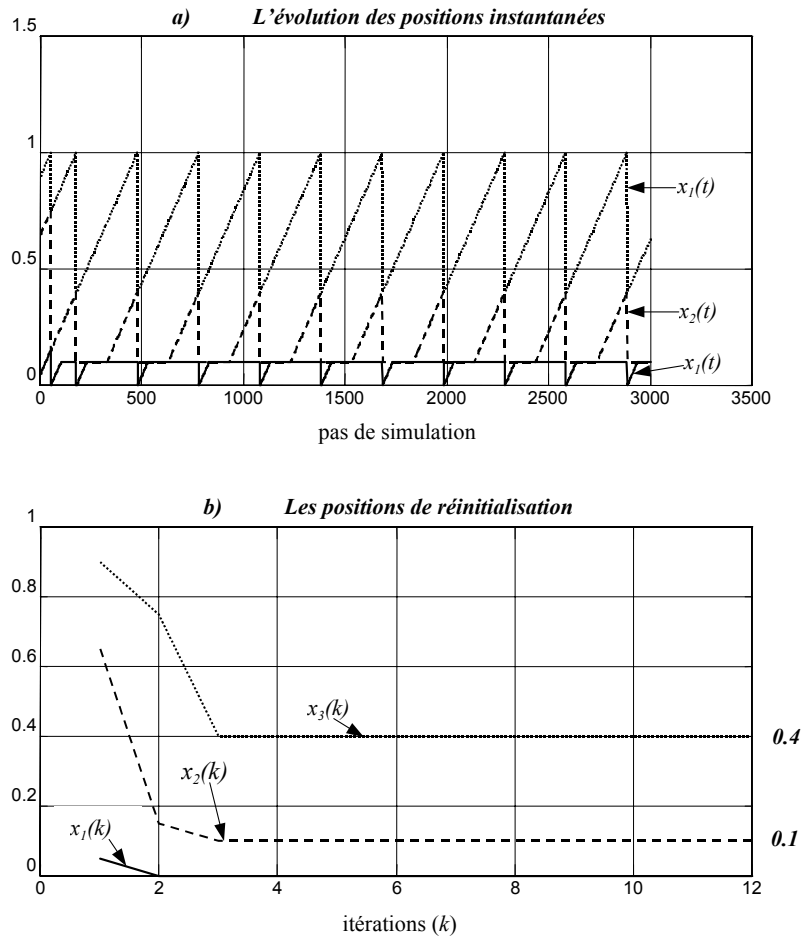 a) L'évolution des positions instantanées
1.5
1
0.5
0
x1(t)
x2(t)
x1(t)
0 500 1000 1500 2000 2500 3000 3500
pas de simulation
b) Les positions de réinitialisation
1
0.8
0.6
0.4
0.2
0
x3(k)
x2(k)
x1(k)
0.4
0.1
0 2 4 6 8 10 12
itérations (k)